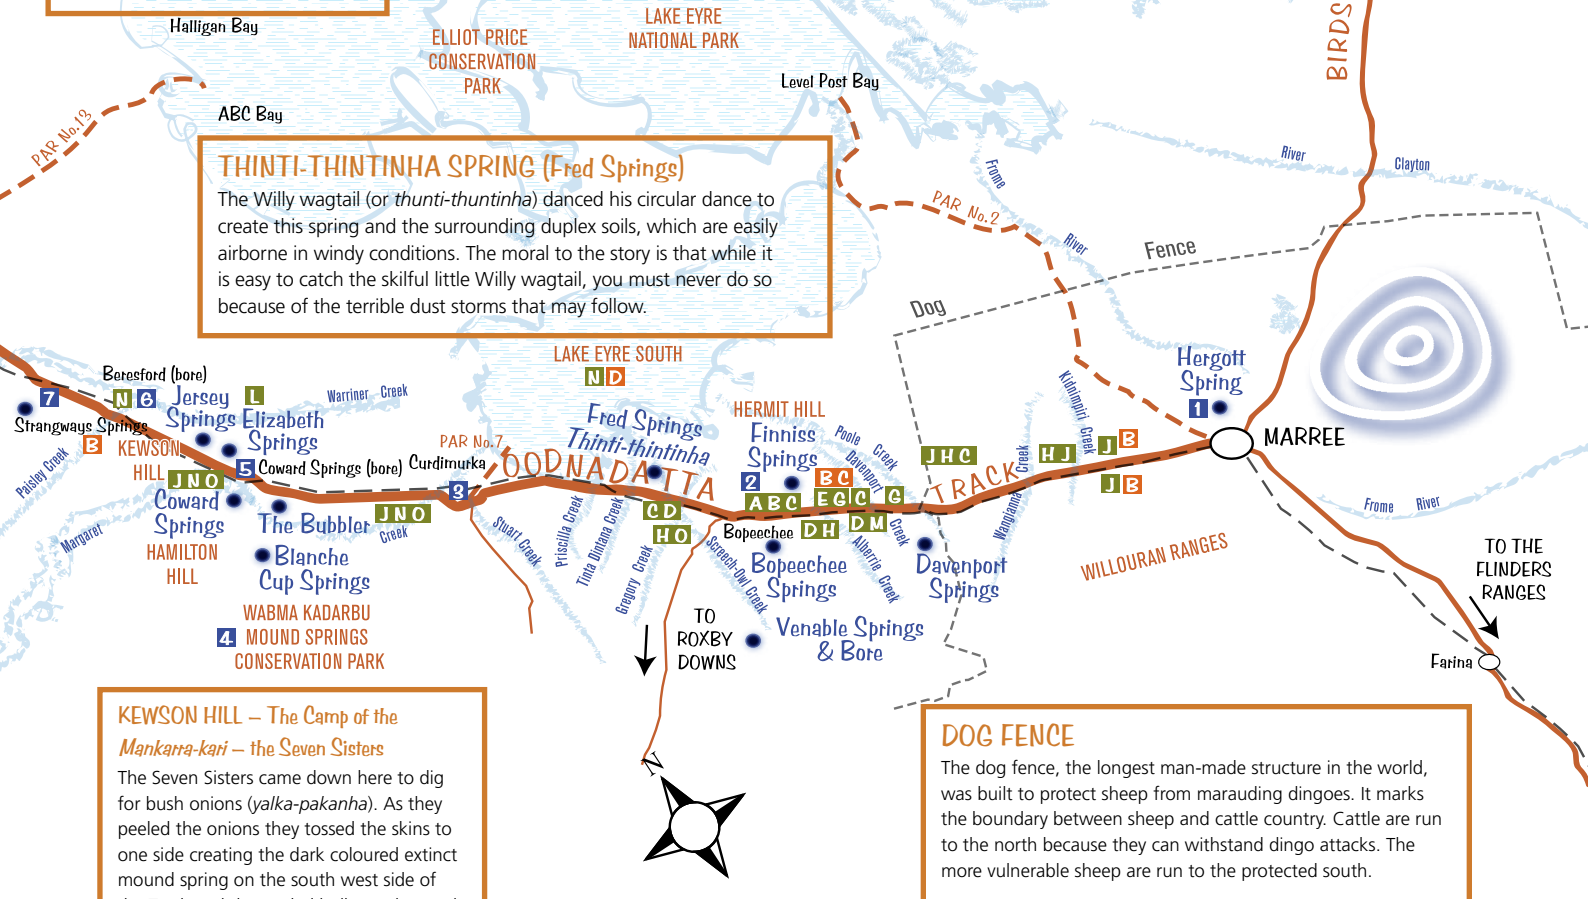 Halligan Bay
ELLIOT PRICE
CONSERVATION
PARK
LAKE EYRE
NATIONAL PARK
Level Post Bay
BIRDS
PAR No.13
ABC Bay
THINTI-THINTINHA SPRING (Fred Springs)
The Willy wagtail (or thunti-thuntinha) danced his circular dance to
create this spring and the surrounding duplex soils, which are easily
airborne in windy conditions. The moral to the story is that while it
is easy to catch the skilful little Willy wagtail, you must never do so
because of the terrible dust storms that may follow.
Frome
River
PAR No.2
River
Clayton
Dog
Fence
LAKE EYRE SOUTH
N D
Beresford (bore)
7
N 6
Jersey
Springs
L
Elizabeth
Springs
Warriner Creek
Strangways Springs
B
KEWSON
HILL
Paisley Creek
JNO
5
Coward Springs (bore)
Curdimurka
PAR No.7
3
OODNADATTA
TRACK
Fred Springs
Thinti-thintinha
HERMIT HILL
Finniss
Springs
2
Poole Creek
Davenport
Creek
BC
ABC
EGC
G
JHC
HJ
J B
J B
Kidnimpiri Creek
Hergott
Spring
1
MARREE
Coward
Springs
The Bubbler
JNO
Margaret
Creek
HAMILTON
HILL
Blanche
Cup Springs
Stuart Creek
Priscilla Creek
Tinta Dintana Creek
Gregory Creek
CD
HO
Bopeechee
DH
DM
Screech-Owl Creek
Bopeechee
Springs
Alberrie Creek
Davenport
Springs
Wangianna
Creek
WILLOURAN RANGES
Frome River
TO THE
FLINDERS
RANGES
Farina
WABMA KADARBU
4 MOUND SPRINGS
CONSERVATION PARK
TO
ROXBY
DOWNS
Venable Springs
& Bore
N
KEWSON HILL – The Camp of the
Mankarra-kari – the Seven Sisters
The Seven Sisters came down here to dig
for bush onions (yalka-pakanha). As they
peeled the onions they tossed the skins to
one side creating the dark coloured extinct
mound spring on the south west side of
DOG FENCE
The dog fence, the longest man-made structure in the world,
was built to protect sheep from marauding dingoes. It marks
the boundary between sheep and cattle country. Cattle are run
to the north because they can withstand dingo attacks. The
more vulnerable sheep are run to the protected south.